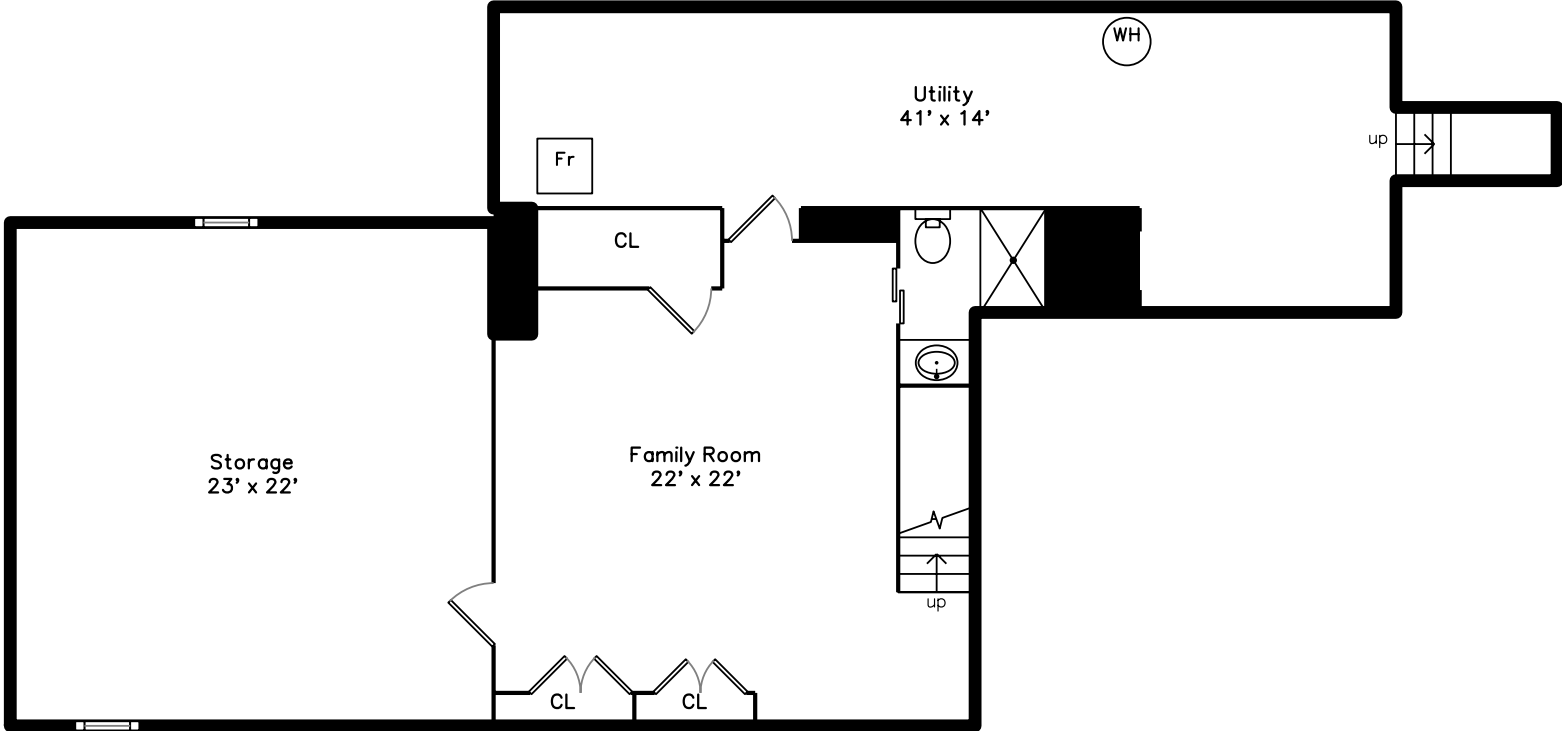 WH
Utility
41' x 14'
up
Fr
CL
Family Room
22' x 22'
Storage
23' x 22'
up
CL
CL